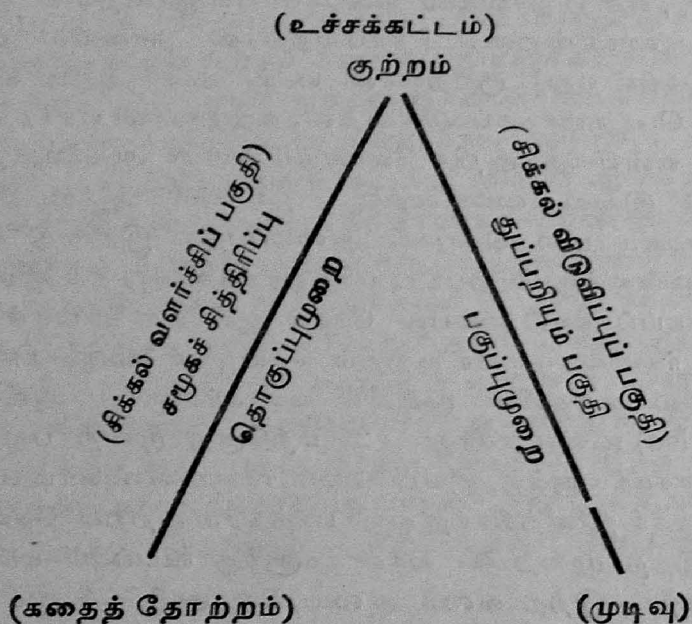 (உச்சக்கட்டம்)
குற்றம்
(சிக்கல் வளர்ச்சிப் பகுதி)
சமூகச் சித்திரிப்பு
தொகுப்புமுறை
(சிக்கல் விடுவிப்புப் பகுதி)
துப்பறியும் பகுதி
பகுப்புமுறை
(கதைத் தோற்றம்)
(முடிவு)